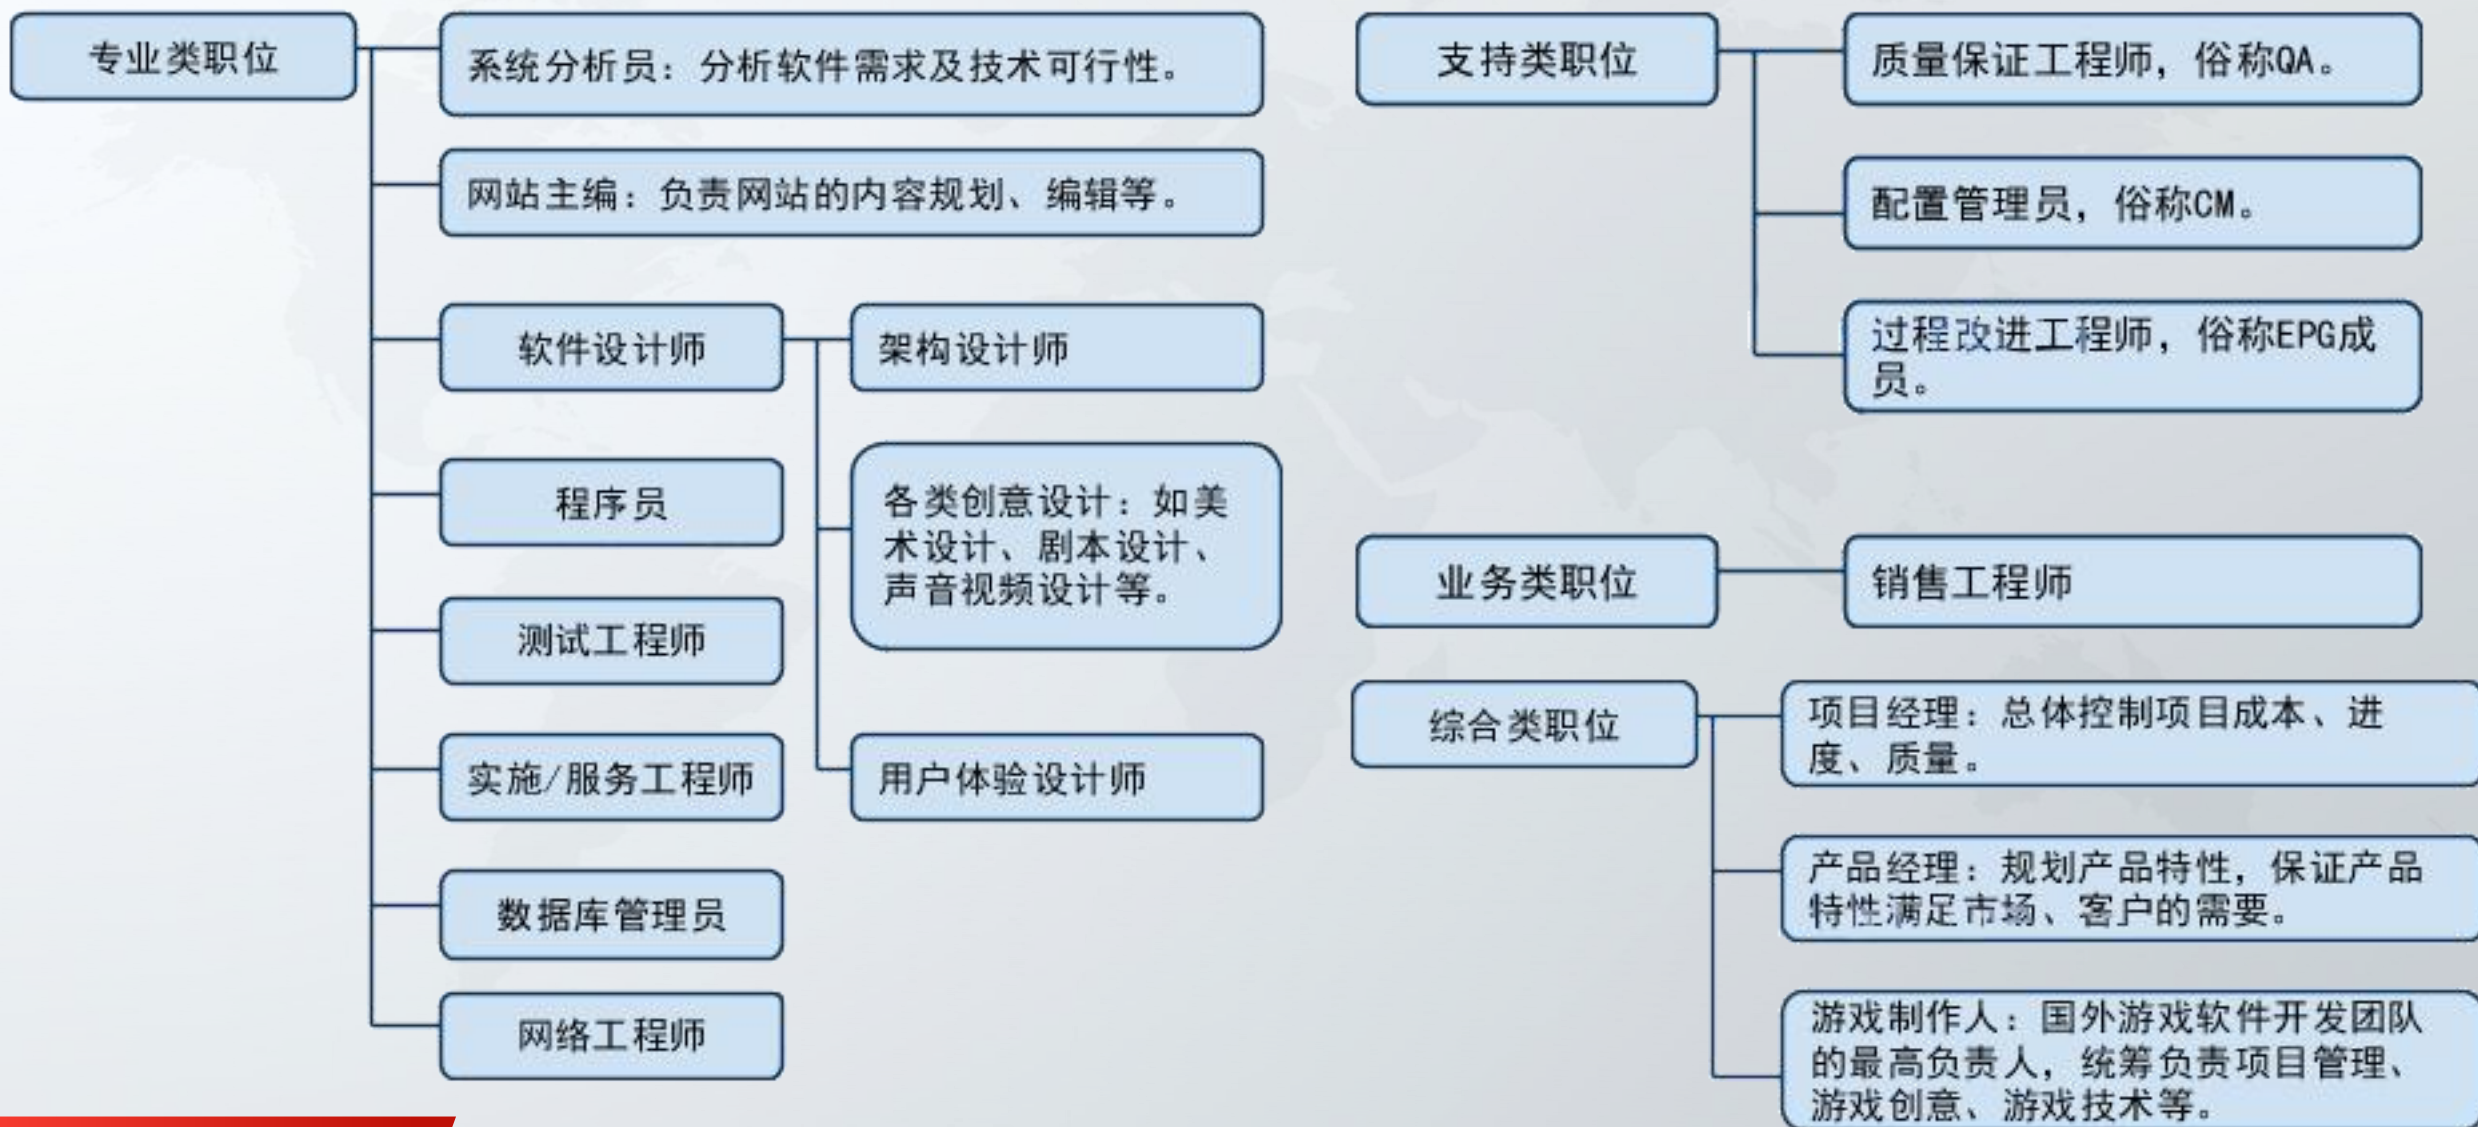 专业类职位
系统分析员：分析软件需求及技术可行性。
网站主编：负责网站的内容规划、编辑等。
软件设计师
架构设计师
各类创意设计：如美
术设计、剧本设计、
声音视频设计等。
用户体验设计师
程序员
测试工程师
实施/服务工程师
数据库管理员
网络工程师
支持类职位
质量保证工程师，俗称QA。
配置管理员，俗称CM。
过程改进工程师，俗称EPG成
员。
业务类职位
销售工程师
综合类职位
项目经理：总体控制项目成本、进
度、质量。
产品经理：规划产品特性，保证产品
特性满足市场、客户的需要。
游戏制作人：国外游戏软件开发团队
的最高负责人，统筹负责项目管理、
游戏创意、游戏技术等。